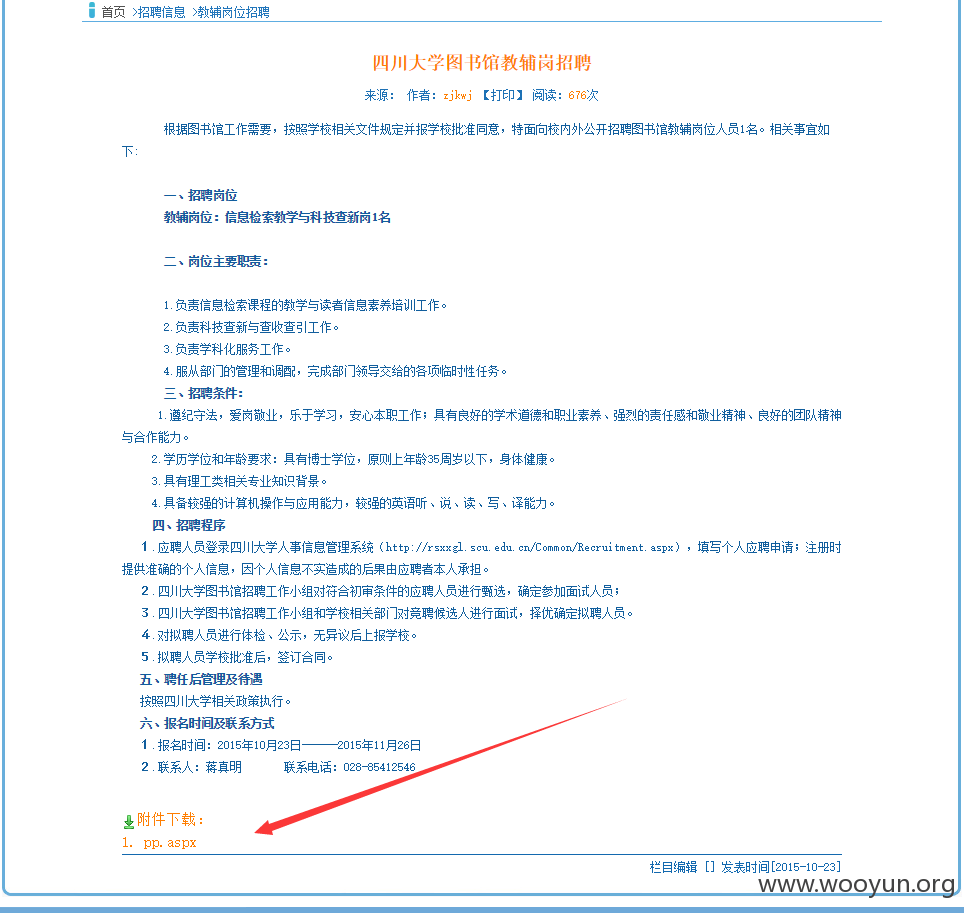 首页 >招聘信息 >教辅岗位招聘
四川大学图书馆教辅岗招聘
来源： 作者：zjkwj 【打印】 阅读：676次
根据图书馆工作需要，按照学校相关文件规定并报学校批准同意，特面向校内外公开招聘图书馆教辅岗位人员1名。相关事宜如
下：
一、招聘岗位
教辅岗位：信息检索教学与科技查新岗1名
二、岗位主要职责：
1.负责信息检索课程的教学与读者信息素养培训工作。
2.负责科技查新与查收查引工作。
3.负责学科化服务工作。
4.服从部门的管理和调配，完成部门领导交给的各项临时性任务。
三、招聘条件：
1.遵纪守法，爱岗敬业，乐于学习，安心本职工作；具有良好的学术道德和职业素养、强烈的责任感和敬业精神、良好的团队精神
与合作能力。
2.学历学位和年龄要求：具有博士学位，原则上年龄35周岁以下，身体健康。
3.具有理工类相关专业知识背景。
4.具备较强的计算机操作与应用能力，较强的英语听、说、读、写、译能力。
四、招聘程序
1.应聘人员登录四川大学人事信息管理系统（http://rsxxgl.scu.edu.cn/Common/Recruitment.aspx），填写个人应聘申请；注册时
提供准确的个人信息，因个人信息不实造成的后果由应聘者本人承担。
2.四川大学图书馆招聘工作小组对符合初审条件的应聘人员进行甄选，确定参加面试人员；
3.四川大学图书馆招聘工作小组和学校相关部门对竞聘候选人进行面试，择优确定拟聘人员。
4.对拟聘人员进行体检、公示，无异议后上报学校。
5.拟聘人员学校批准后，签订合同。
五、聘任后管理及待遇
按照四川大学相关政策执行。
六、报名时间及联系方式
1.报名时间：2015年10月23日———2015年11月26日
2.联系人：蒋真明 联系电话：028-85412546
附件下载：
1. pp.aspx
栏目编辑 [] 发表时间[2015-10-23]
www.wooyun.org